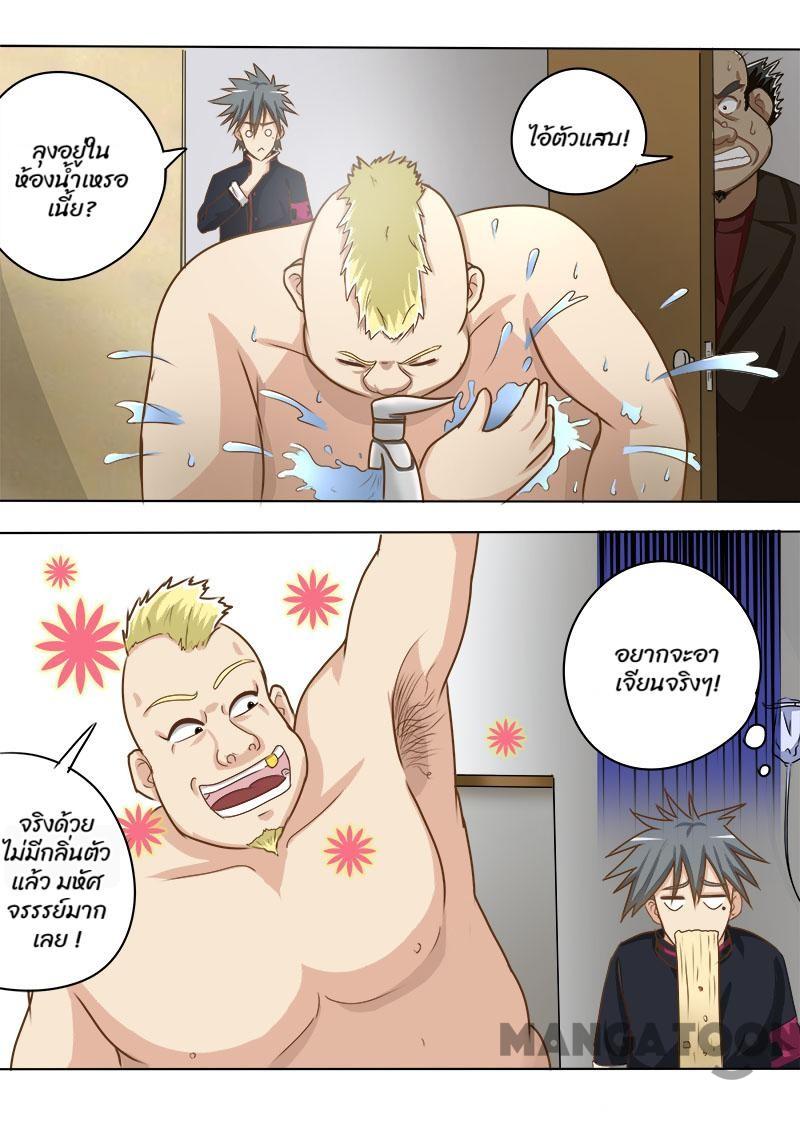 ลุงอยู่ใน
ห้องน้ำเหรอ
เนี้ย?
ไอ้ตัวแสบ!
อยากจะอา
เจียนจริงๆ!
จริงด้วย
ไม่มีกลิ่นตัว
แล้ว มหัศ
จรรรย์มาก
เลย !
MANGATOON